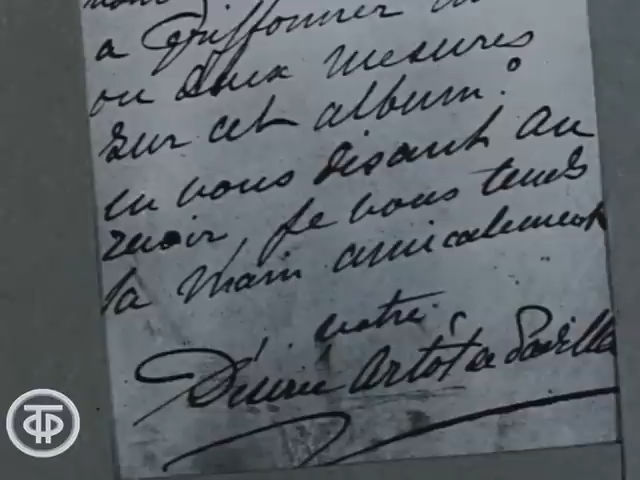 à griffonner
ou deux mesures
sur cet album?
en vous disant au
revoir, je vous tends
la main amicalement
votre
Désirée Artôt de Padilla